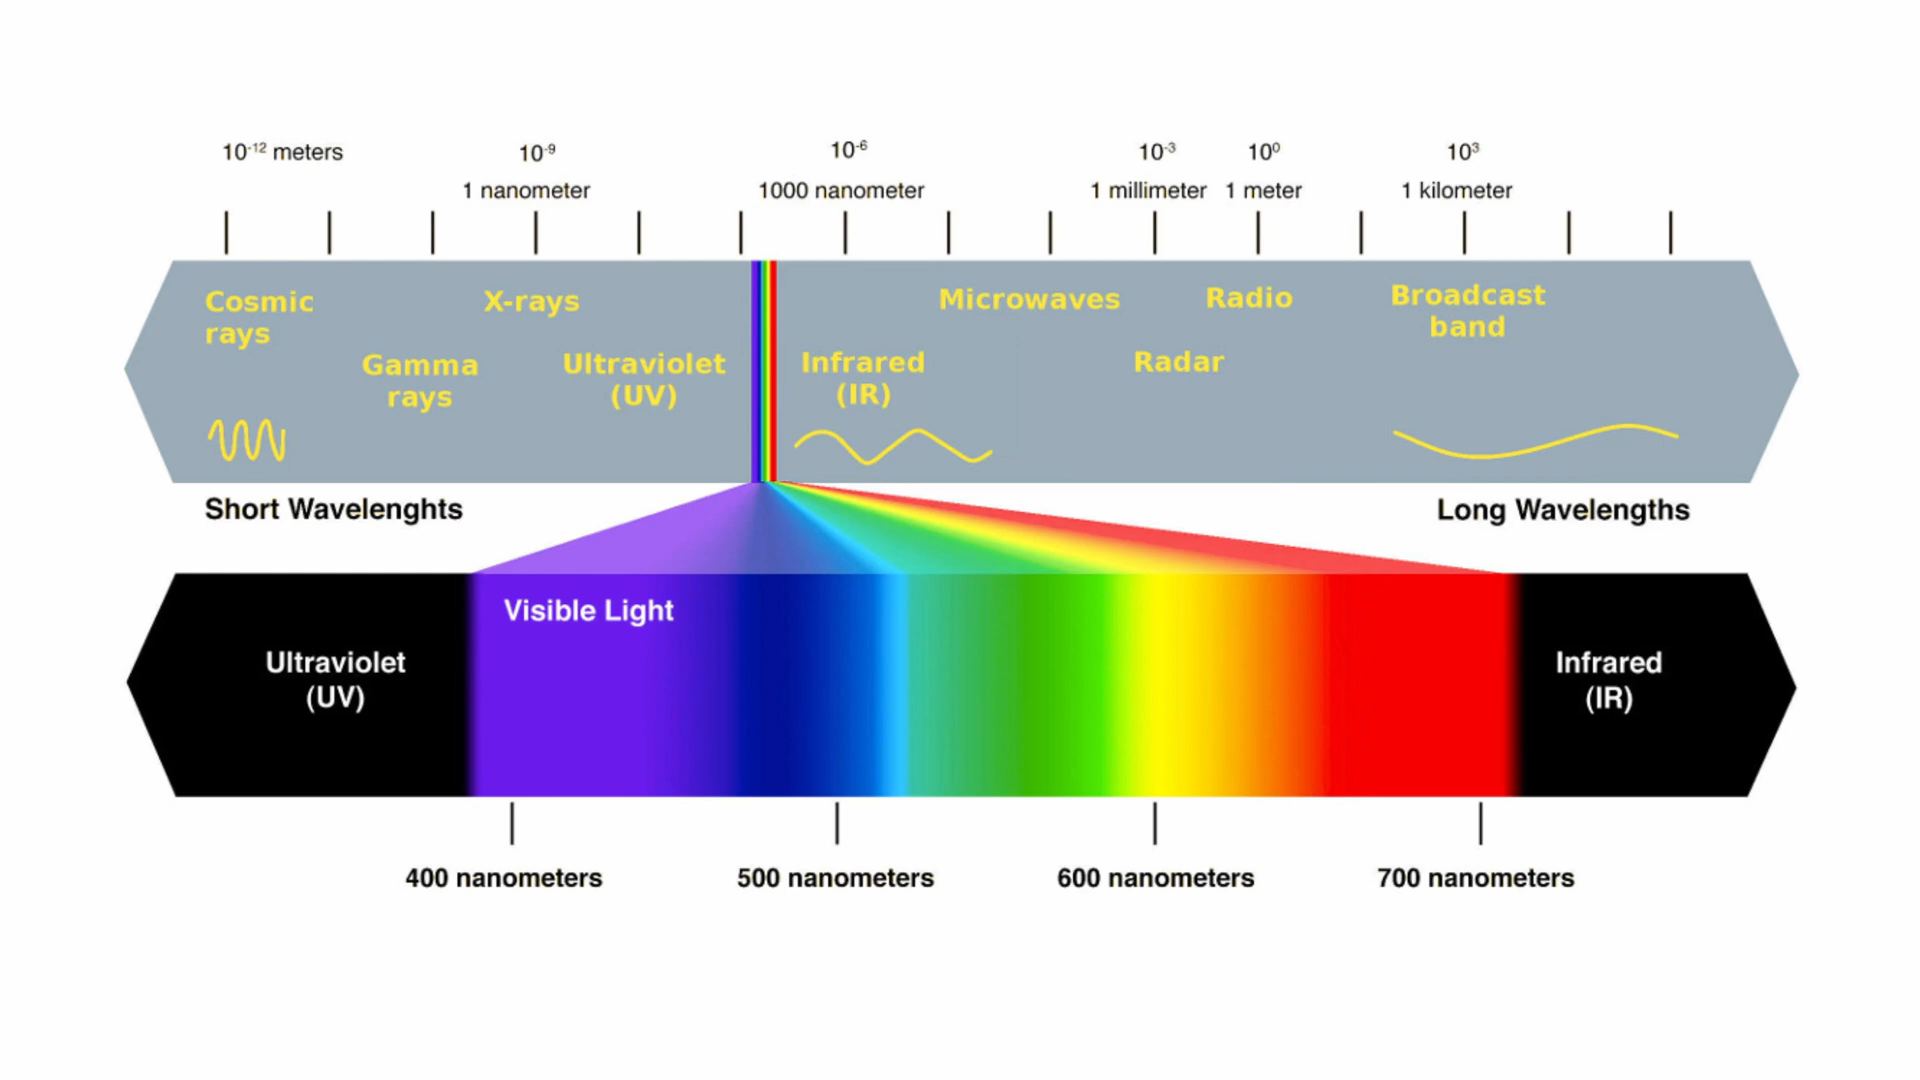 10⁻¹² meters
10⁻⁹
10⁻⁶
10⁻³
10⁰
10³
1 nanometer
1000 nanometer
1 millimeter
1 meter
1 kilometer
Cosmic
rays
X-rays
Gamma
rays
Ultraviolet
(UV)
Infrared
(IR)
Microwaves
Radio
Radar
Broadcast
band
Short Wavelenghts
Long Wavelengths
Visible Light
Ultraviolet
(UV)
Infrared
(IR)
400 nanometers
500 nanometers
600 nanometers
700 nanometers